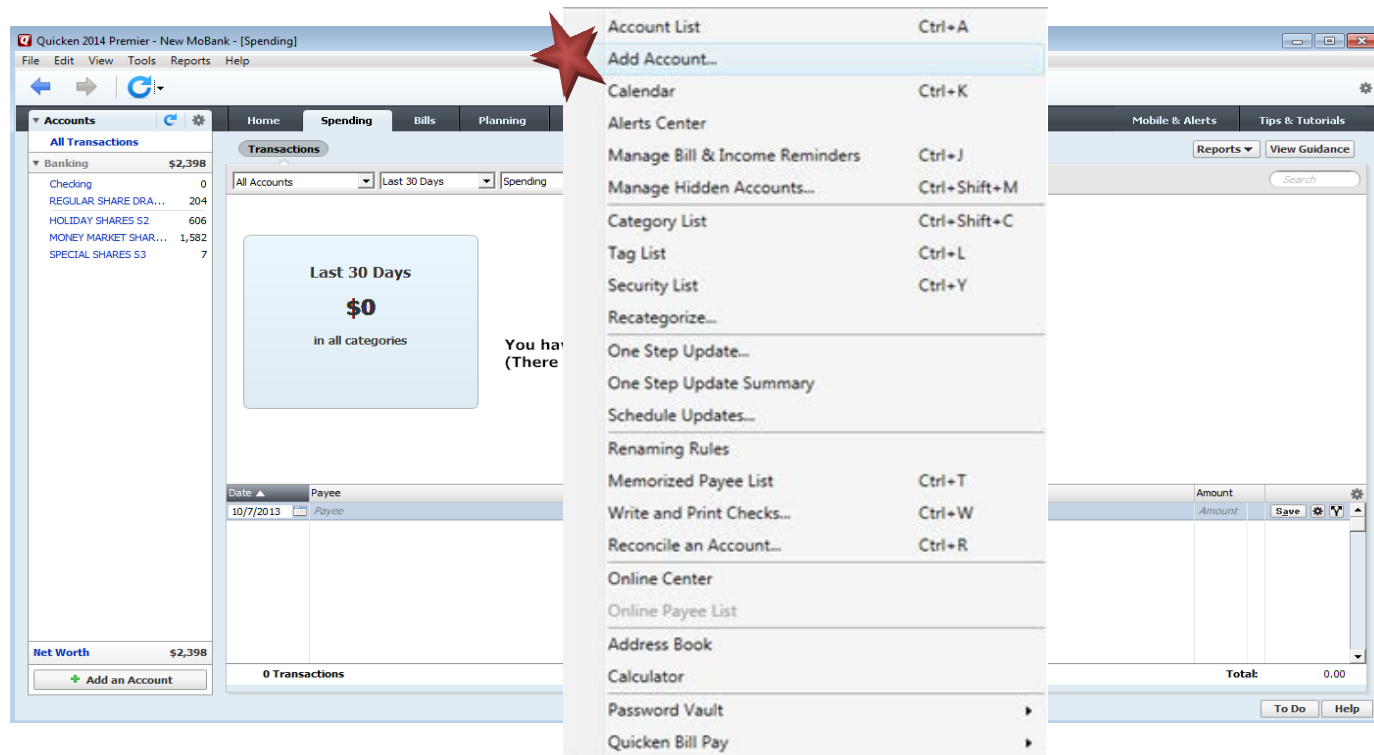 Quicken 2014 Premier - New MoBank - [Spending]
File Edit View Tools Reports Help
Accounts
All Transactions
Banking $2,398
Checking 0
REGULAR SHARE DRA... 204
HOLIDAY SHARES S2 606
MONEY MARKET SHAR... 1,582
SPECIAL SHARES S3 7
Net Worth $2,398
Add an Account
Home Spending Bills Planning
Mobile & Alerts Tips & Tutorials
Transactions
Reports View Guidance
All Accounts Last 30 Days Spending
Search
Last 30 Days
$0
in all categories
You ha
(There
Date Payee
Amount
10/7/2013 Payee
Amount Save
0 Transactions
Total: 0.00
To Do Help
Account List Ctrl+A
Add Account...
Calendar Ctrl+K
Alerts Center
Manage Bill & Income Reminders Ctrl+J
Manage Hidden Accounts... Ctrl+Shift+M
Category List Ctrl+Shift+C
Tag List Ctrl+L
Security List Ctrl+Y
Recategorize...
One Step Update...
One Step Update Summary
Schedule Updates...
Renaming Rules
Memorized Payee List Ctrl+T
Write and Print Checks... Ctrl+W
Reconcile an Account... Ctrl+R
Online Center
Online Payee List
Address Book
Calculator
Password Vault
Quicken Bill Pay